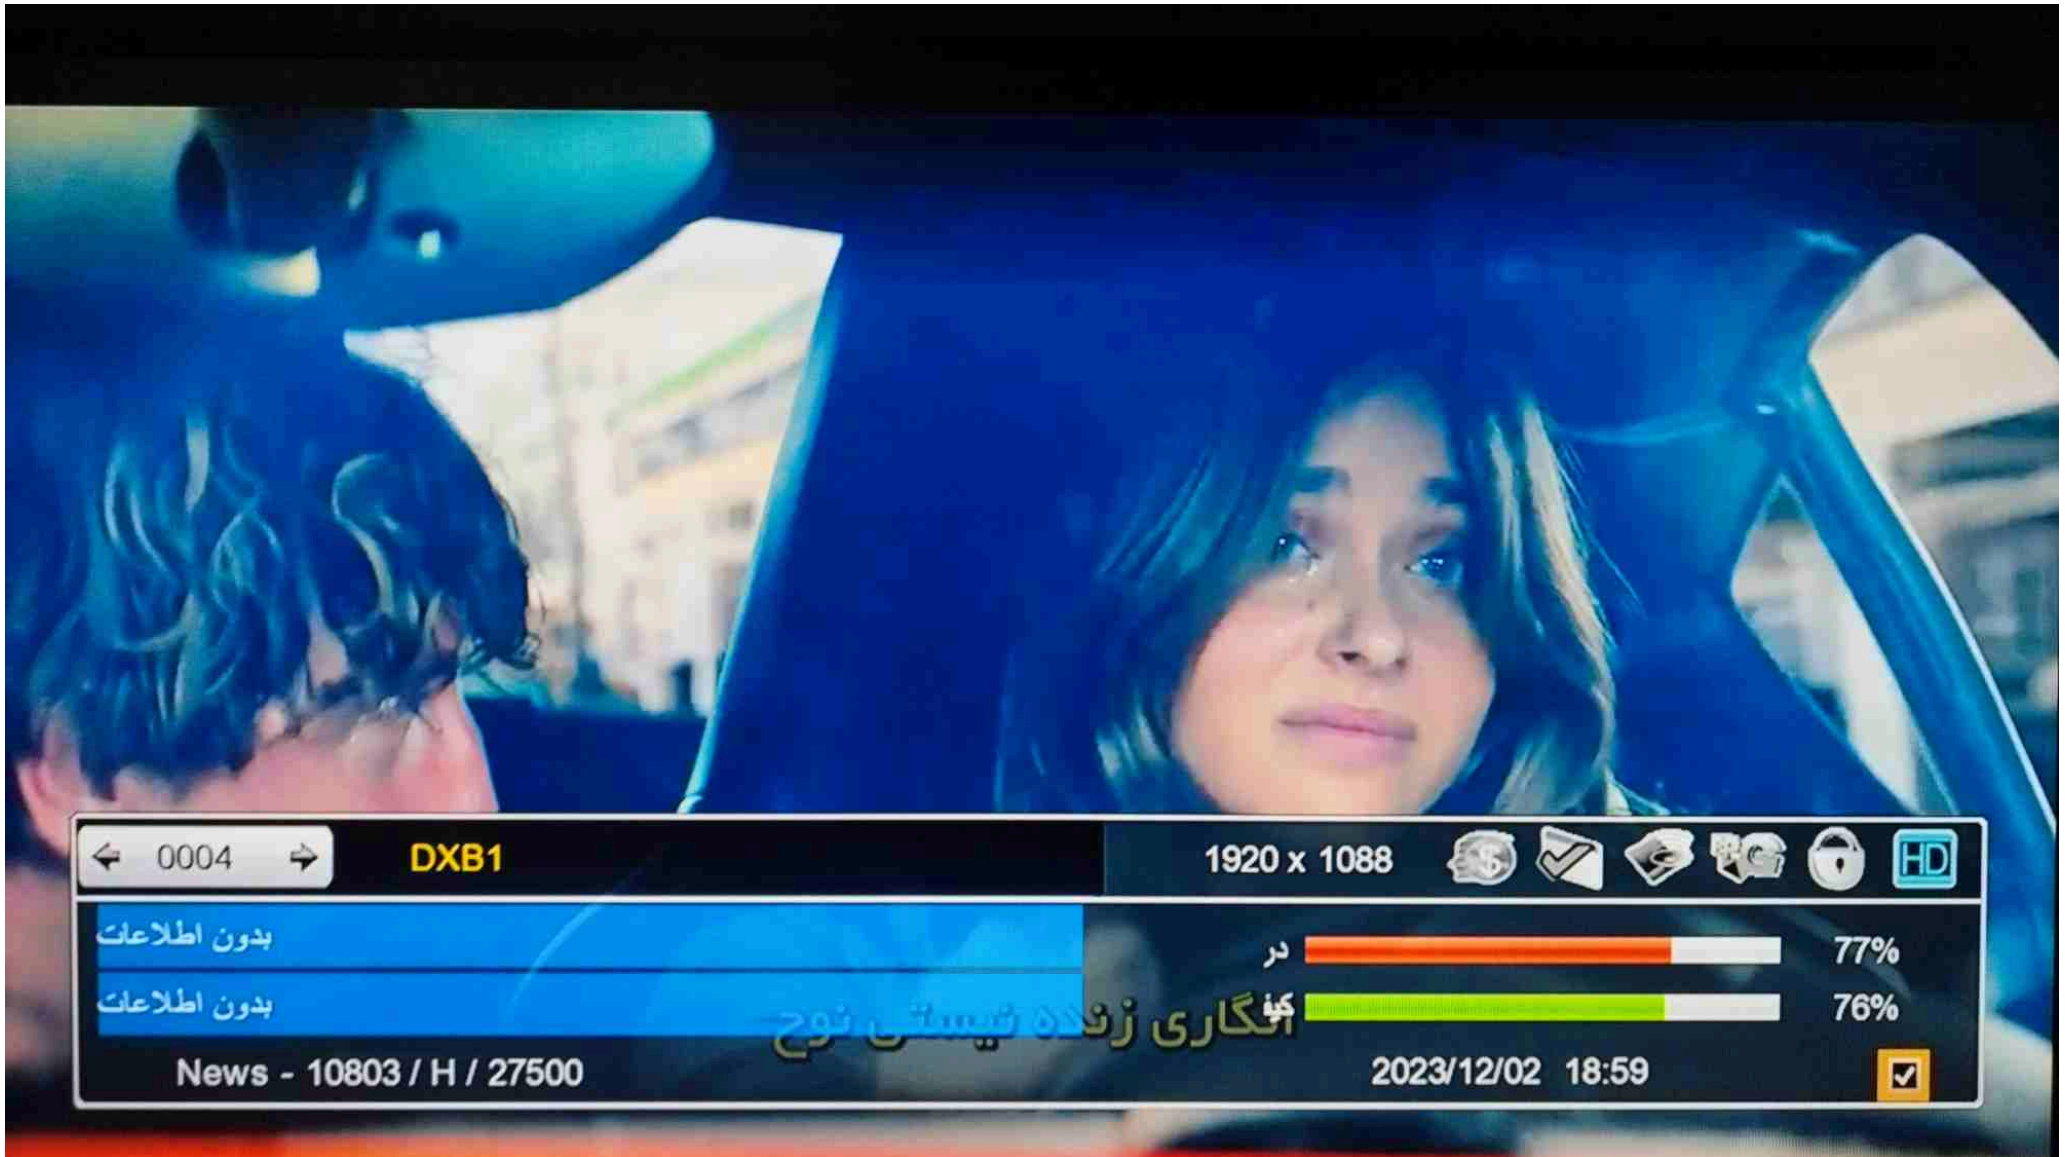 0004 DXB1 1920 x 1088 HD
بدون اطلاعات
در 77%
بدون اطلاعات
کیف 76%
انگاری زنده نیستی نوح
News - 10803 / H / 27500 2023/12/02 18:59